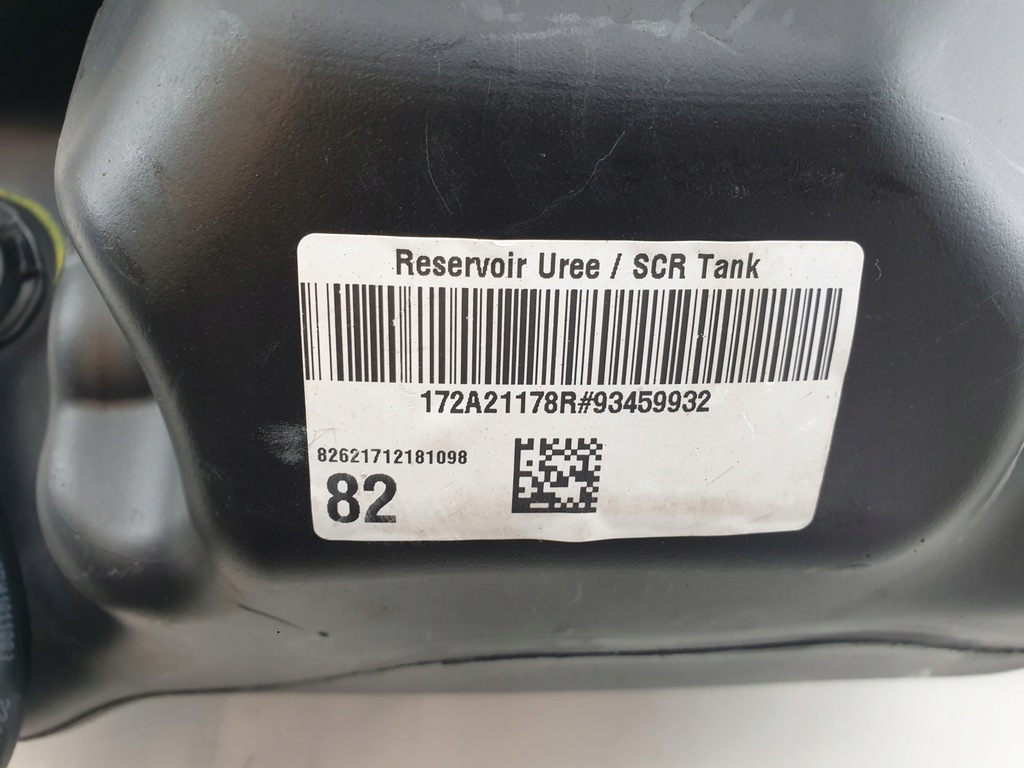 Reservoir Uree / SCR Tank
172A21178R#93459932
82621712181098
82